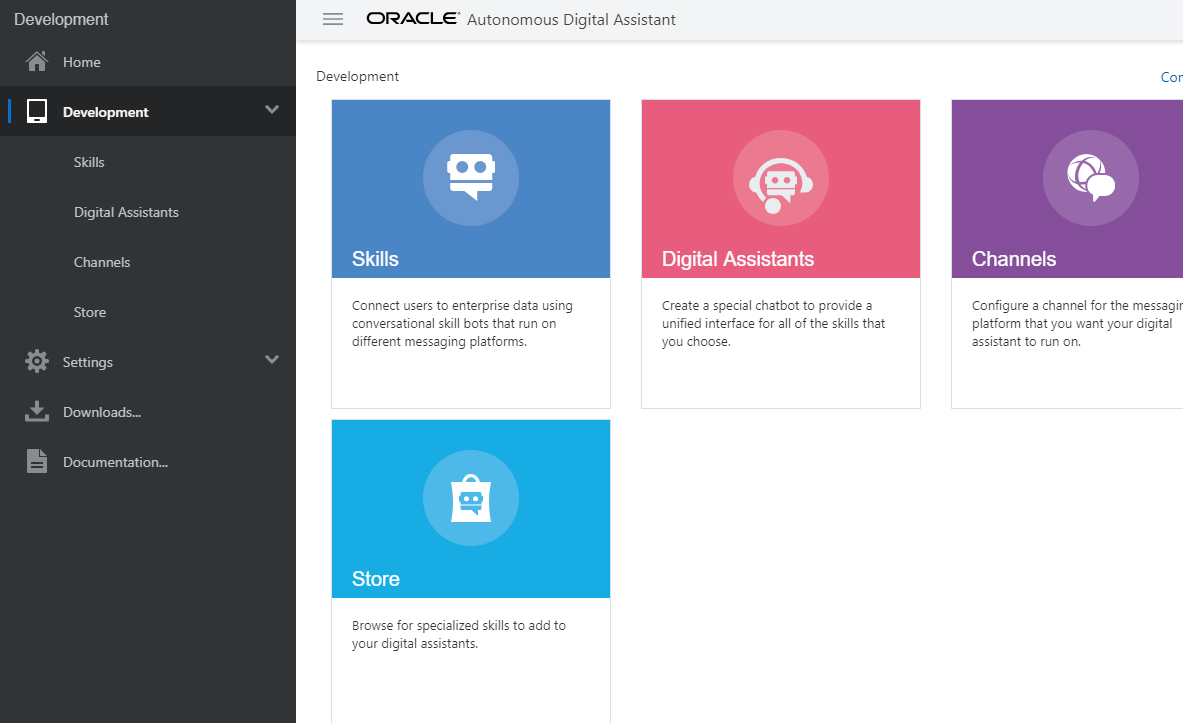 Development
Home
Development
Skills
Digital Assistants
Channels
Store
Settings
Downloads...
Documentation...
ORACLE® Autonomous Digital Assistant
Development
Skills
Connect users to enterprise data using
conversational skill bots that run on
different messaging platforms.
Digital Assistants
Create a special chatbot to provide a
unified interface for all of the skills that
you choose.
Channels
Configure a channel for the
platform that you want your digital
assistant to run on.
Store
Browse for specialized skills to add to
your digital assistants.